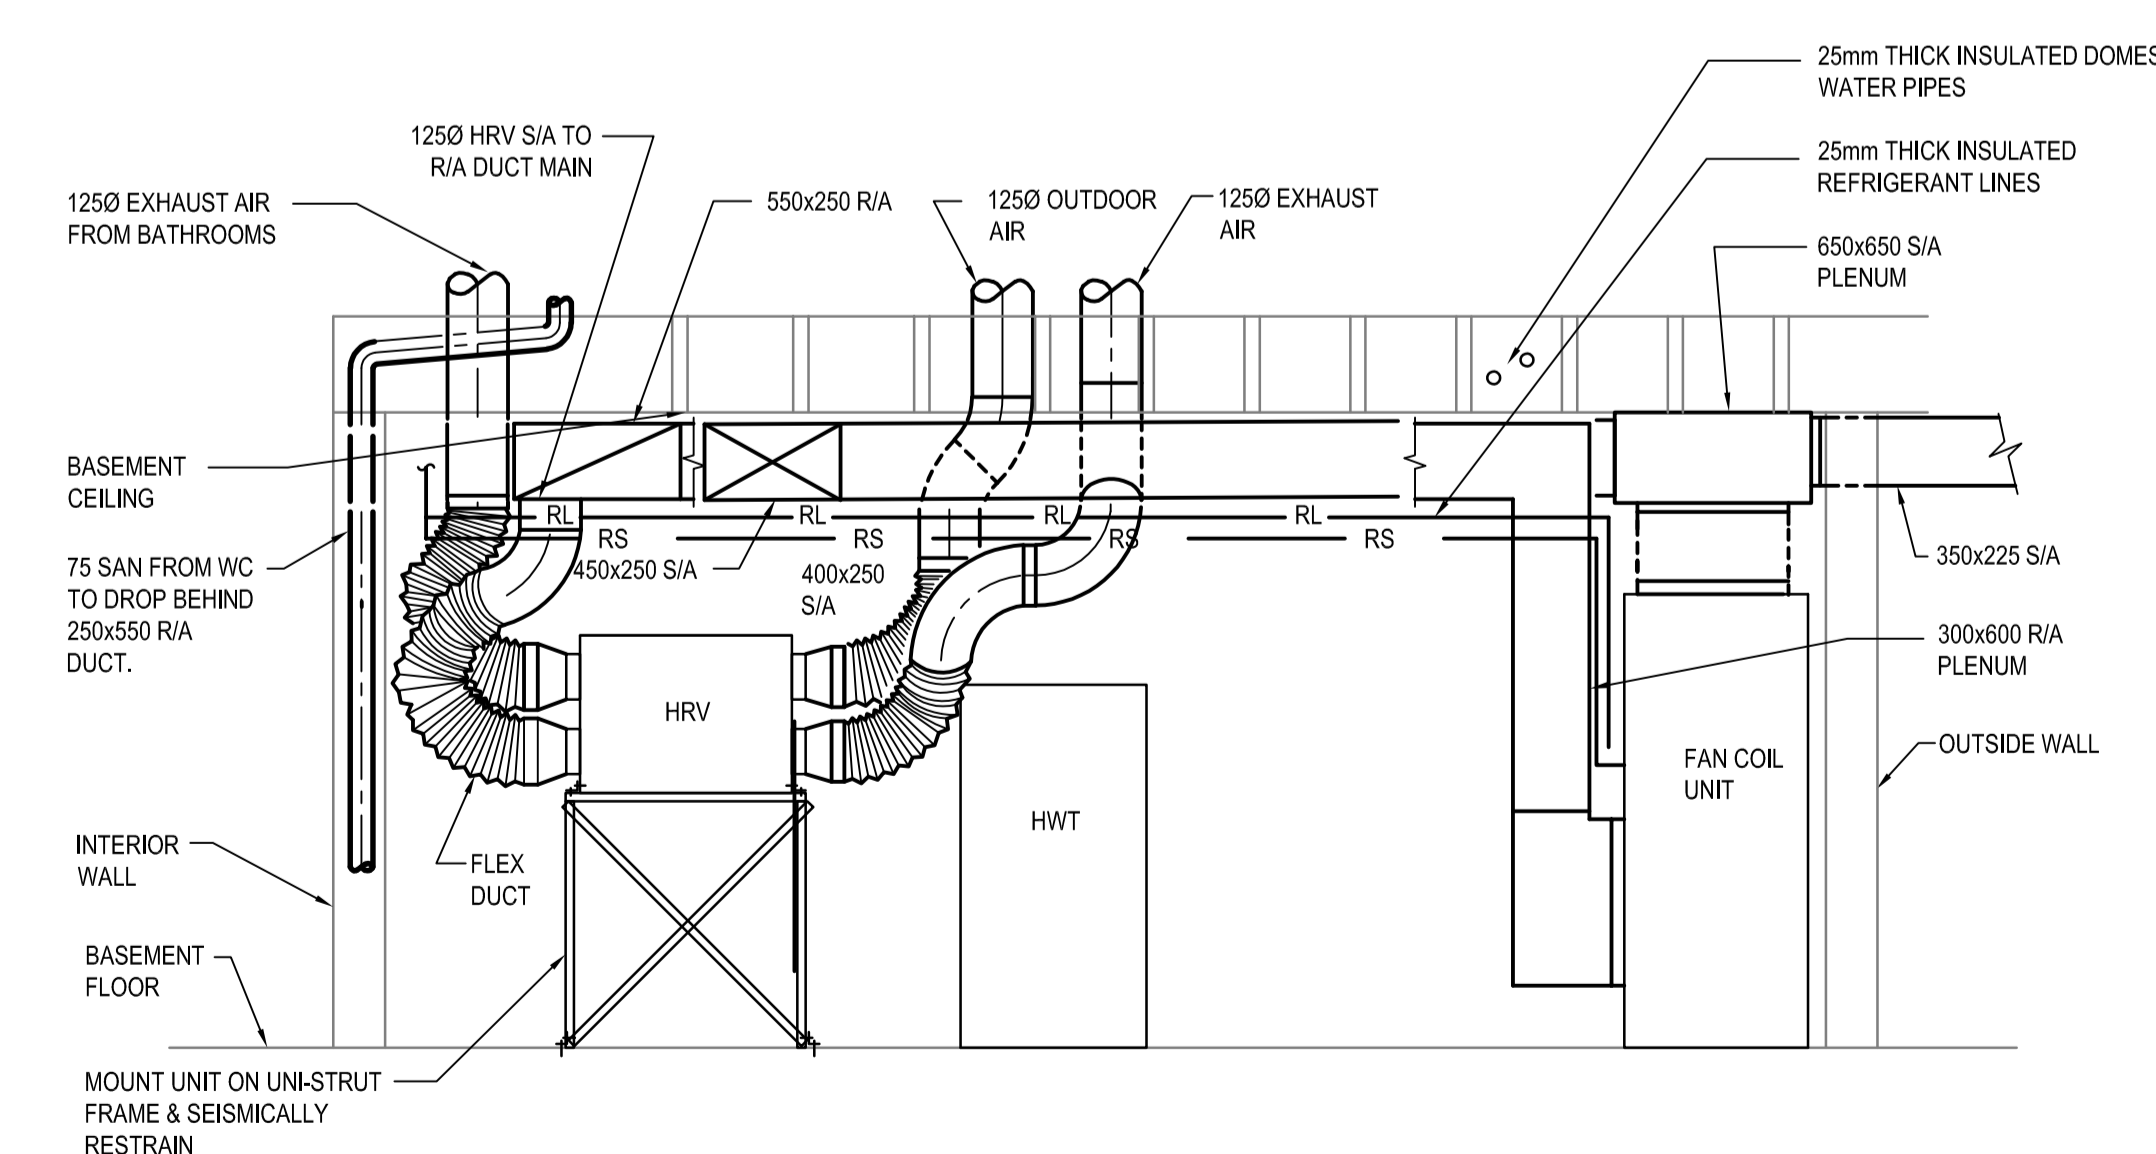 25mm THICK INSULATED DOMES
WATER PIPES
125Ø HRV S/A TO
R/A DUCT MAIN
25mm THICK INSULATED
REFRIGERANT LINES
125Ø EXHAUST AIR
FROM BATHROOMS
550x250 R/A
125Ø OUTDOOR
AIR
125Ø EXHAUST
AIR
650x650 S/A
PLENUM
BASEMENT
CEILING
RL
RL
RL
RL
RS
RS
RS
RS
75 SAN FROM WC
TO DROP BEHIND
250x550 R/A
DUCT.
450x250 S/A
400x250
S/A
350x225 S/A
300x600 R/A
PLENUM
HRV
OUTSIDE WALL
FAN COIL
UNIT
HWT
INTERIOR
WALL
FLEX
DUCT
BASEMENT
FLOOR
MOUNT UNIT ON UNI-STRUT
FRAME & SEISMICALLY
RESTRAIN